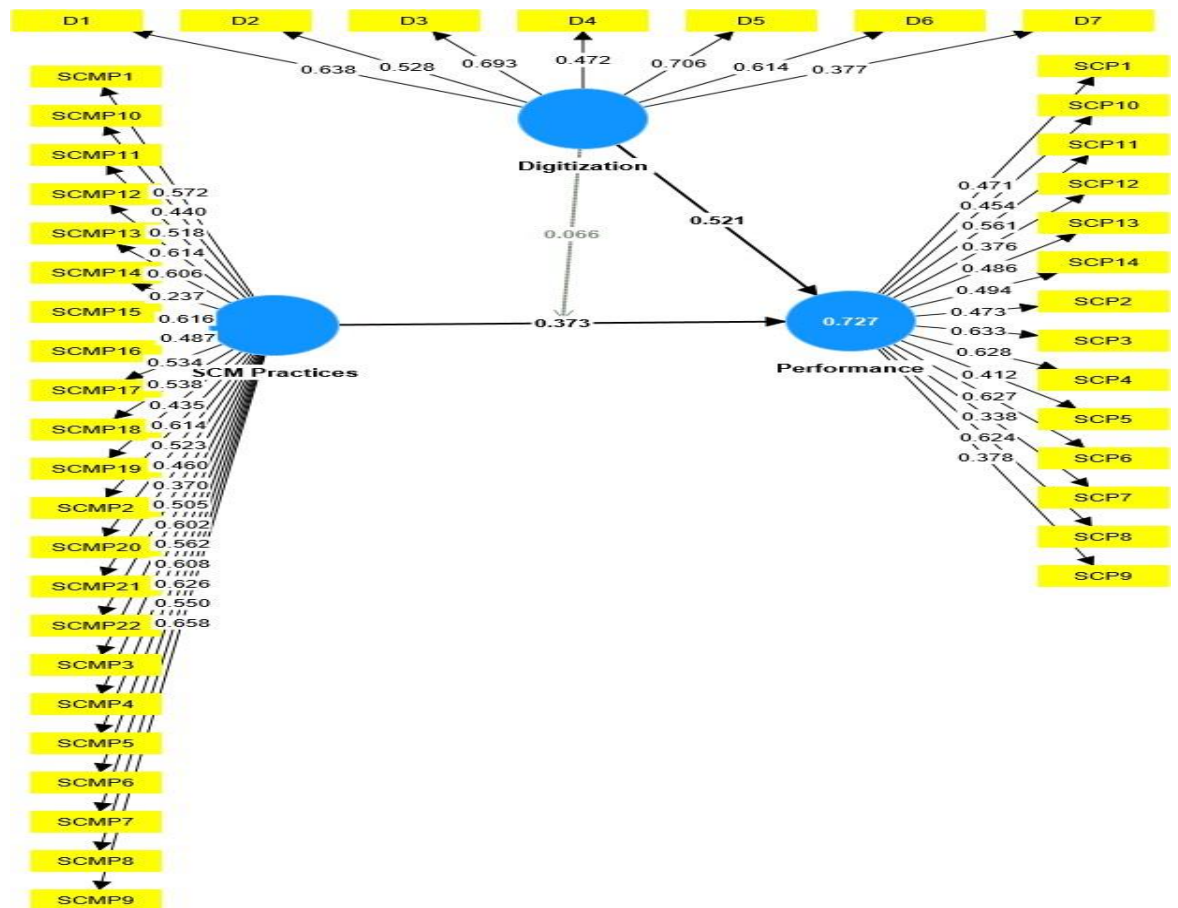 D1 D2 D3 D4 D5 D6 D7
0.638 0.528 0.693 0.472 0.706 0.614 0.377
Digitization
0.066
0.521
SCMP1
SCMP10
SCMP11
SCMP12
SCMP13
SCMP14
SCMP15
SCMP16
SCMP17
SCMP18
SCMP19
SCMP2
SCMP20
SCMP21
SCMP22
SCMP3
SCMP4
SCMP5
SCMP6
SCMP7
SCMP8
SCMP9
0.572
0.440
0.518
0.614
0.606
0.237
0.616
0.487
0.534
0.538
0.435
0.614
0.523
0.460
0.370
0.505
0.602
0.562
0.608
0.626
0.550
0.658
SCM Practices
0.373
0.727
Performance
0.471
0.454
0.561
0.376
0.486
0.494
0.473
0.633
0.628
0.412
0.627
0.338
0.624
0.378
SCP1
SCP10
SCP11
SCP12
SCP13
SCP14
SCP2
SCP3
SCP4
SCP5
SCP6
SCP7
SCP8
SCP9